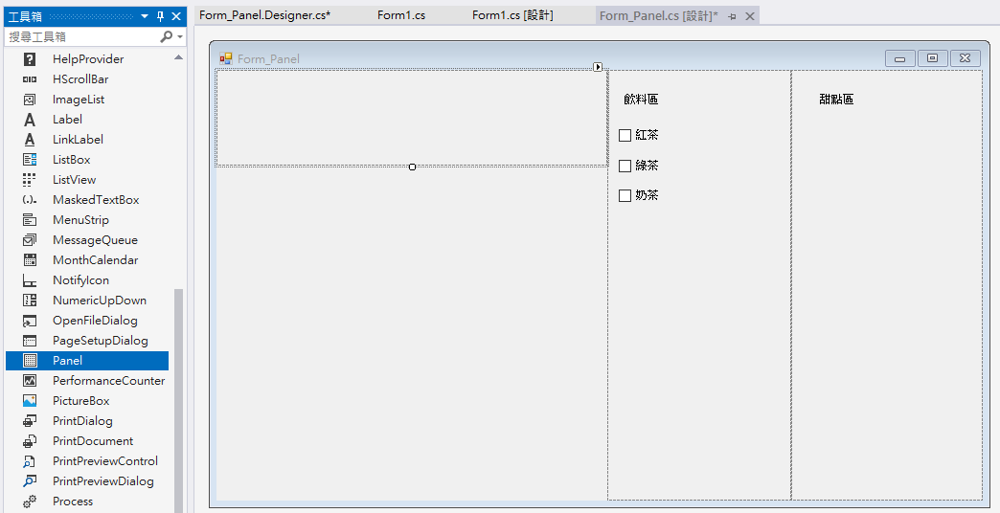 工具箱
搜尋工具箱
HelpProvider
HScrollBar
ImageList
Label
LinkLabel
ListBox
ListView
MaskedTextBox
MenuStrip
MessageQueue
MonthCalendar
NotifyIcon
NumericUpDown
OpenFileDialog
PageSetupDialog
Panel
PerformanceCounter
PictureBox
PrintDialog
PrintDocument
PrintPreviewControl
PrintPreviewDialog
Process
Form_Panel.Designer.cs* Form1.cs Form1.cs [設計] Form_Panel.cs [設計]*
Form_Panel
飲料區
紅茶
綠茶
奶茶
甜點區